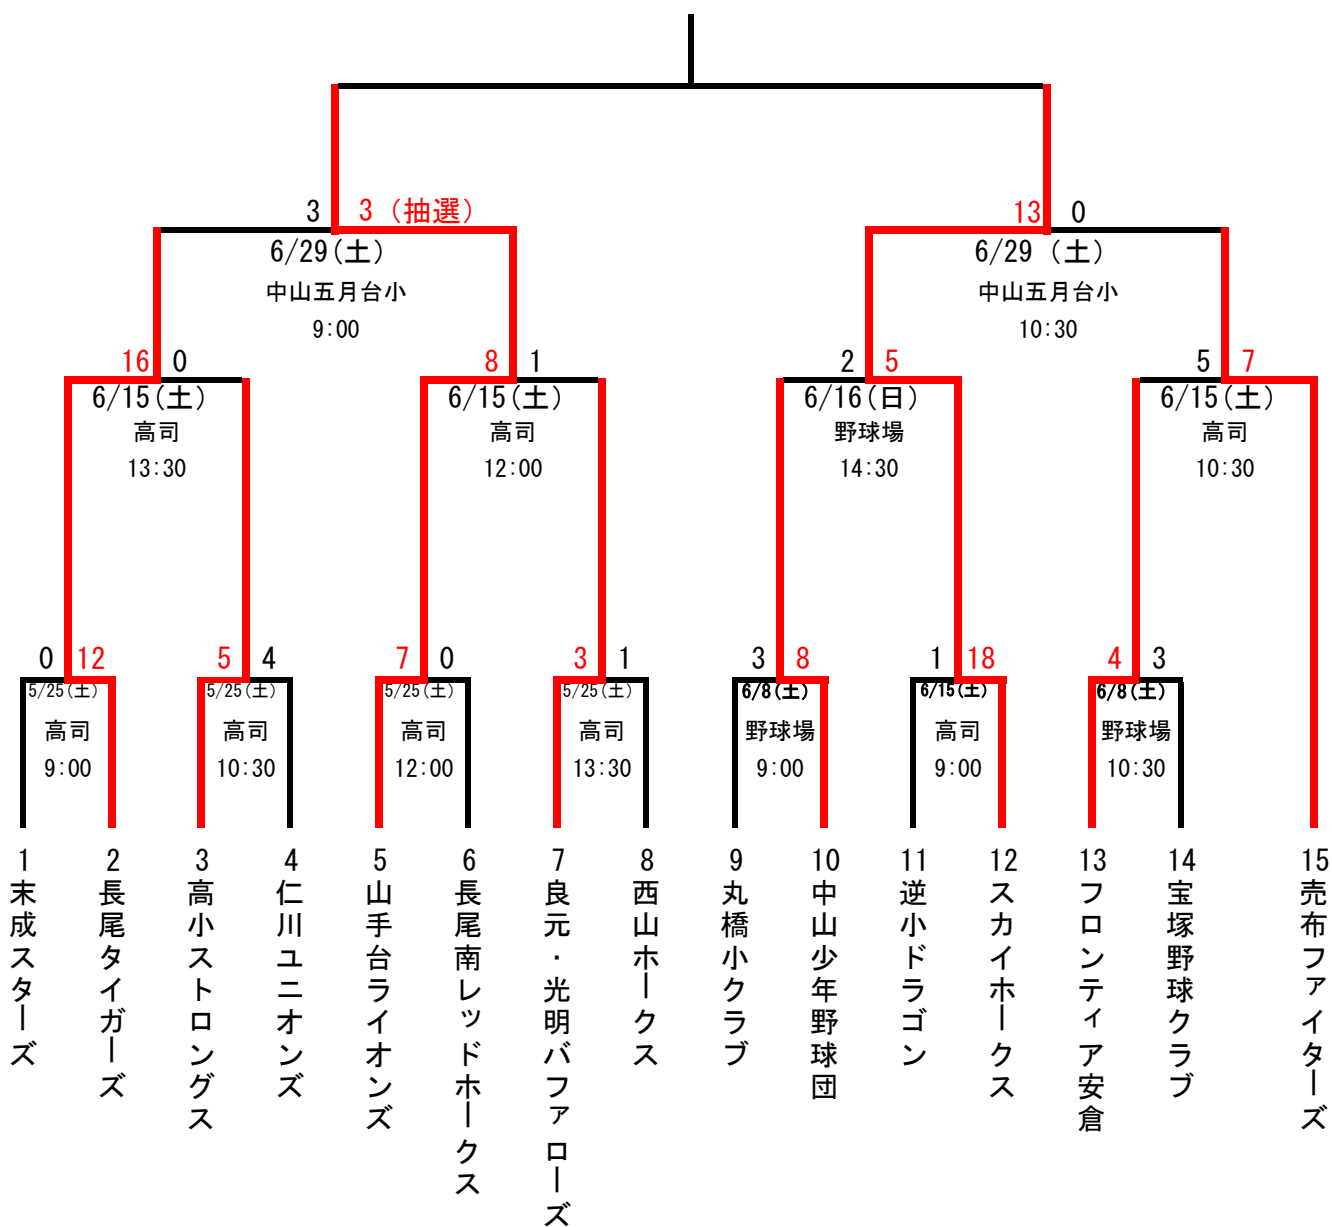 3 3 (抽選)
13 0
6/29(土)
6/29 (土)
中山五月台小
中山五月台小
9:00
10:30
16 0
8 1
2 5
5 7
6/15(土)
6/15(土)
6/16(日)
6/15(土)
高司
高司
野球場
高司
13:30
12:00
14:30
10:30
0 12
5 4
7 0
3 1
3 8
1 18
4 3
5/25(土)
5/25(土)
5/25(土)
5/25(土)
6/8(土)
6/15(土)
6/8(土)
高司
高司
高司
高司
野球場
高司
野球場
9:00
10:30
12:00
13:30
9:00
9:00
10:30
1 末成スターズ
2 長尾タイガーズ
3 高小ストロングス
4 仁川ユニオンズ
5 山手台ライオンズ
6 長尾南レッドホークス
7 良元・光明バファローズ
8 西山ホークス
9 丸橋小クラブ
10 中山少年野球団
11 逆小ドラゴン
12 スカイホークス
13 フロンティア安倉
14 宝塚野球クラブ
15 売布ファイターズ